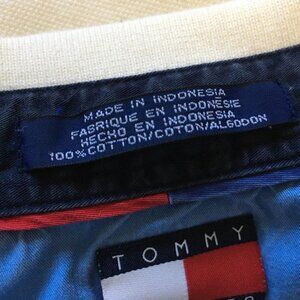 MADE IN INDONESIA
FABRIQUE EN INDONESIE
HECHO EN INDONESIA
100% COTTON/COTON/ALGODON
TOMMY